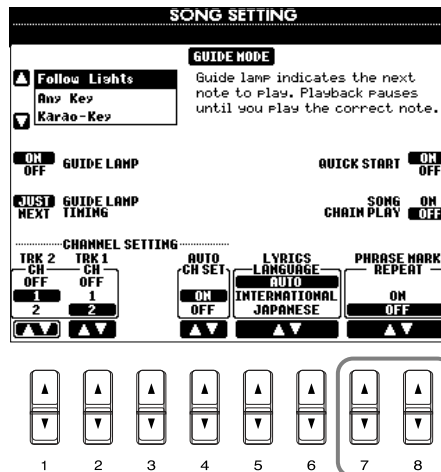 SONG SETTING
GUIDE MODE
Follow Lights
Any Key
Karao-Key
Guide lamp indicates the next
note to play. Playback pauses
until you play the correct note.
ON
OFF
GUIDE LAMP
QUICK START
ON
OFF
JUST
NEXT
GUIDE LAMP
TIMING
SONG
CHAIN PLAY
ON
OFF
CHANNEL SETTING
TRK 2
CH
OFF
1
2
TRK 1
CH
OFF
1
2
AUTO
CH SET
ON
OFF
LYRICS
LANGUAGE
AUTO
INTERNATIONAL
JAPANESE
PHRASE MARK
REPEAT
ON
OFF
1 2 3 4 5 6 7 8